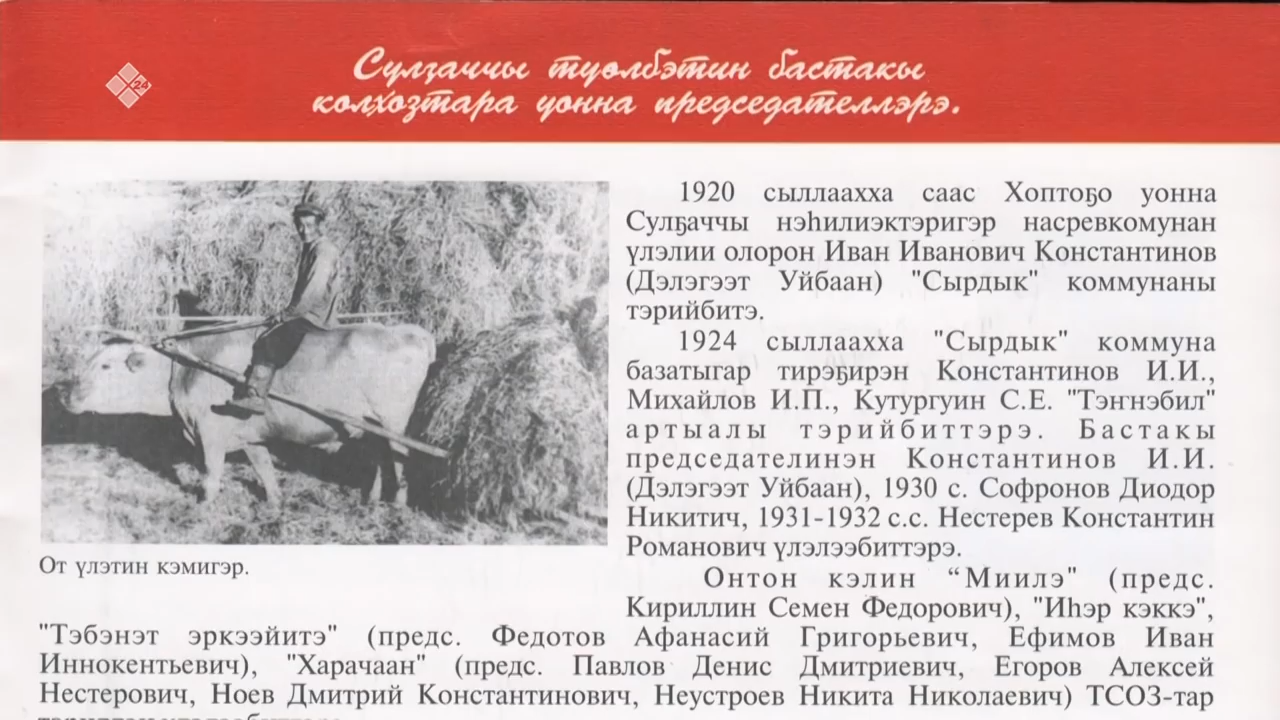 Сулҕаччы түөлбэтин бастакы
колхозтара уонна председателлэрэ.
24
1920 сыллаахха саас Хоптоҕо уонна
Сулҕаччы нэһилиэктэригэр насревкомунан
үлэлии олорон Иван Иванович Константинов
(Дэлэгээт Уйбаан) "Сырдык" коммунаны
тэрийбитэ.
1924 сыллаахха "Сырдык" коммуна
базатыгар тирэҕирэн Константинов И.И.,
Михайлов И.П., Кутургуин С.Е. "Тэҥнэбил"
артыалы тэрийбиттэрэ. Бастакы
председателинэн Константинов И.И.
(Дэлэгээт Уйбаан), 1930 с. Софронов Диодор
Никитич, 1931-1932 с.с. Нестерев Константин
Романович үлэлээбиттэрэ.
От үлэтин кэмигэр.
Онтон кэлин “Миилэ" (предс.
Кириллин Семен Федорович), "Иһэр кэккэ",
"Тэбэнэт эркээйитэ" (предс. Федотов Афанасий Григорьевич, Ефимов Иван
Иннокентьевич), "Харачаан" (предс. Павлов Денис Дмитриевич, Егоров Алексей
Нестерович, Ноев Дмитрий Константинович, Неустроев Никита Николаевич) ТСОЗ-тар